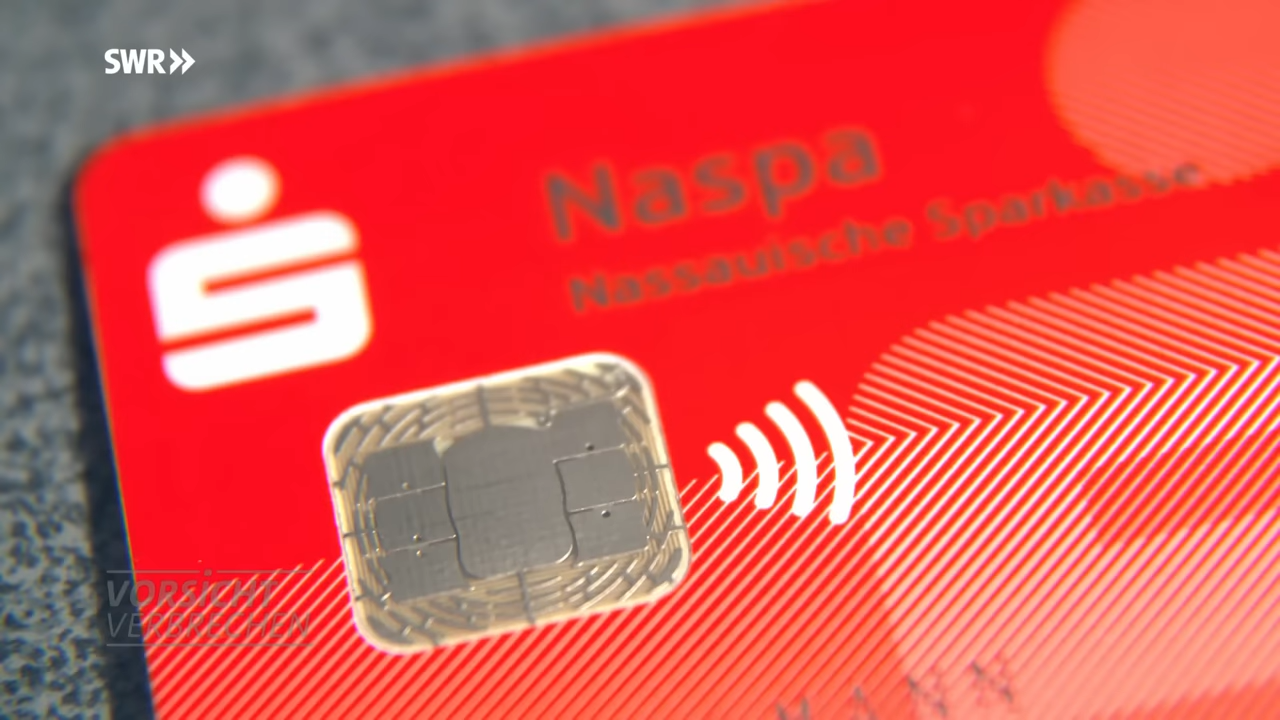 SWR
Naspa
Nassauische Sparkasse
VORSICHT
VERBRECHEN